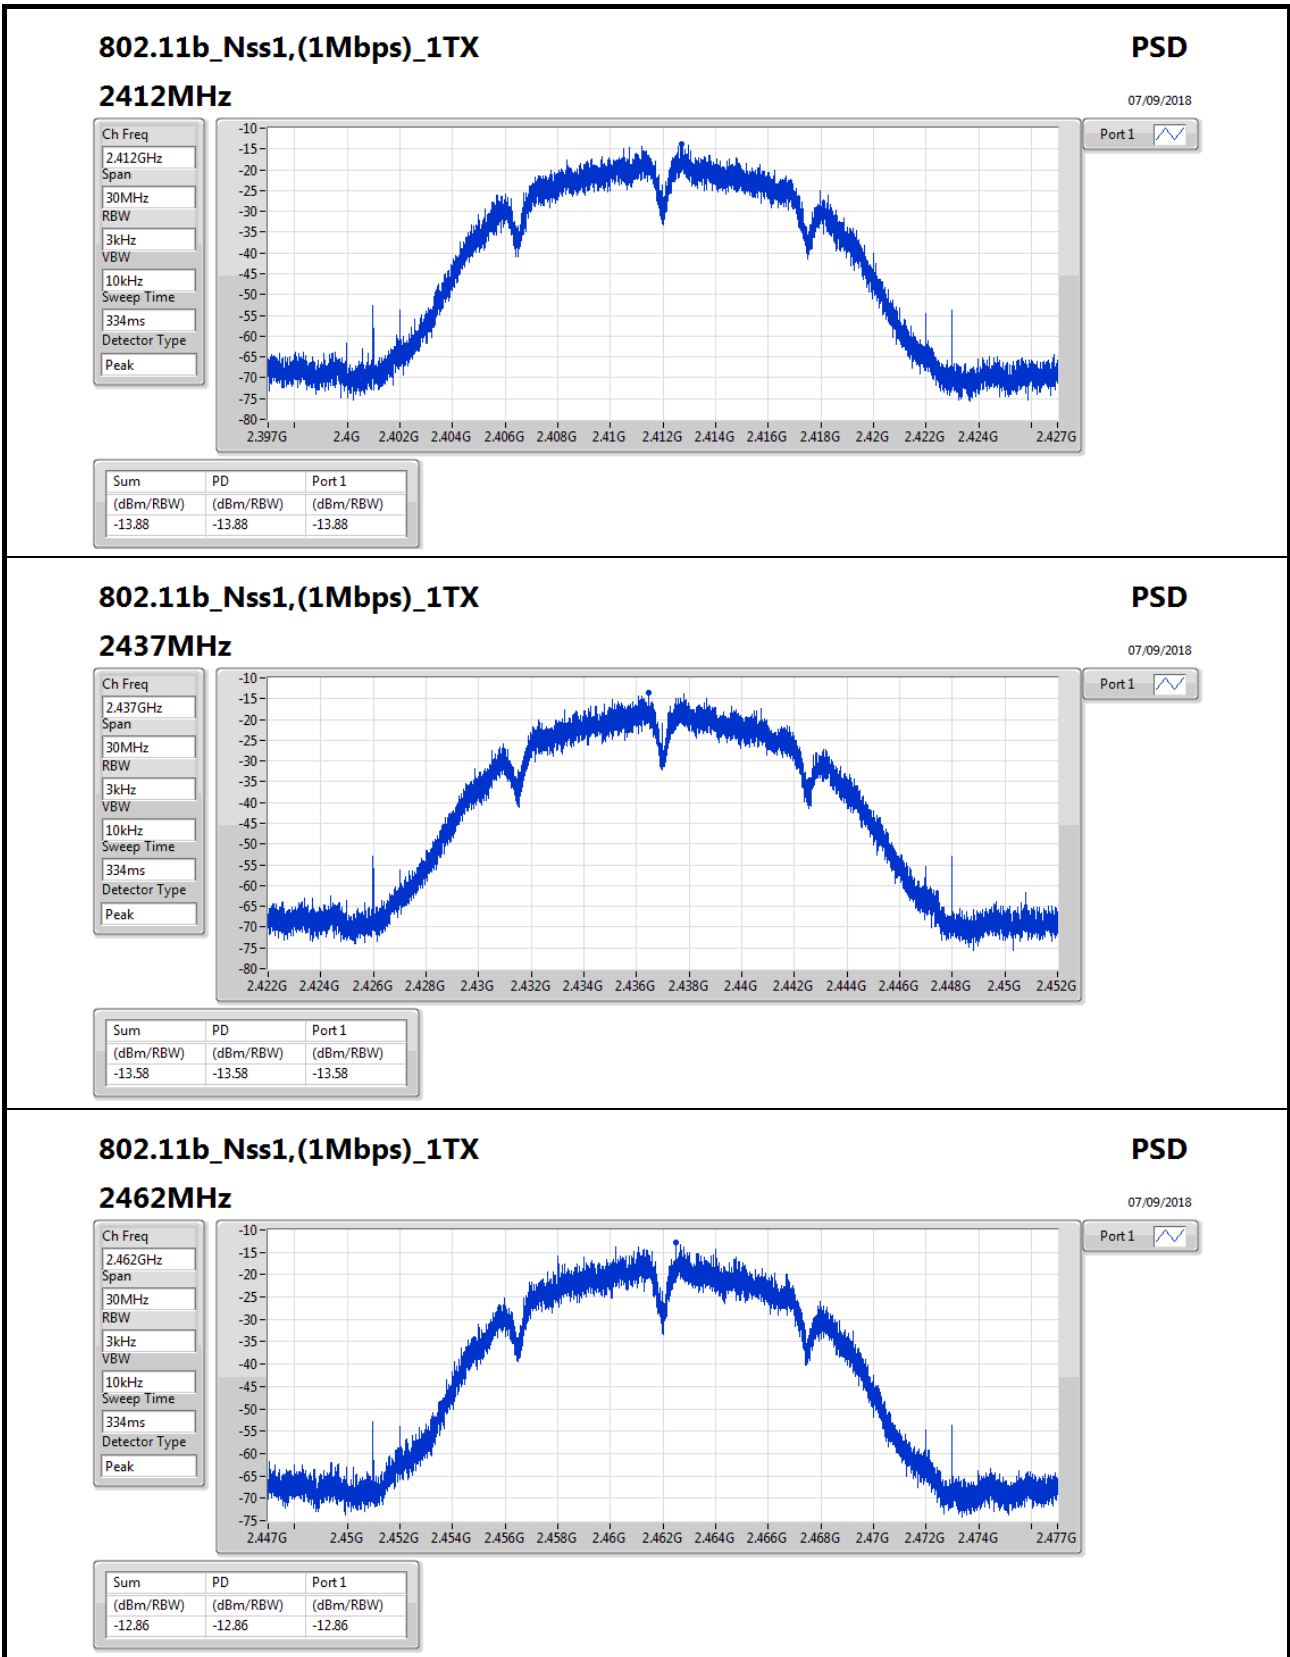 802.11b_Nss1,(1Mbps)_1TX PSD
2412MHz 07/09/2018
Ch Freq
2.412GHz
Span
30MHz
RBW
3kHz
VBW
10kHz
Sweep Time
334ms
Detector Type
Peak
-10
-15
-20
-25
-30
-35
-40
-45
-50
-55
-60
-65
-70
-75
-80
2.397G 2.4G 2.402G 2.404G 2.406G 2.408G 2.41G 2.412G 2.414G 2.416G 2.418G 2.42G 2.422G 2.424G 2.427G
Port 1
Sum PD Port 1
(dBm/RBW) (dBm/RBW) (dBm/RBW)
-13.88 -13.88 -13.88
802.11b_Nss1,(1Mbps)_1TX PSD
2437MHz 07/09/2018
Ch Freq
2.437GHz
Span
30MHz
RBW
3kHz
VBW
10kHz
Sweep Time
334ms
Detector Type
Peak
-10
-15
-20
-25
-30
-35
-40
-45
-50
-55
-60
-65
-70
-75
-80
2.422G 2.424G 2.426G 2.428G 2.43G 2.432G 2.434G 2.436G 2.438G 2.44G 2.442G 2.444G 2.446G 2.448G 2.45G 2.452G
Port 1
Sum PD Port 1
(dBm/RBW) (dBm/RBW) (dBm/RBW)
-13.58 -13.58 -13.58
802.11b_Nss1,(1Mbps)_1TX PSD
2462MHz 07/09/2018
Ch Freq
2.462GHz
Span
30MHz
RBW
3kHz
VBW
10kHz
Sweep Time
334ms
Detector Type
Peak
-10
-15
-20
-25
-30
-35
-40
-45
-50
-55
-60
-65
-70
-75
2.447G 2.45G 2.452G 2.454G 2.456G 2.458G 2.46G 2.462G 2.464G 2.466G 2.468G 2.47G 2.472G 2.474G 2.477G
Port 1
Sum PD Port 1
(dBm/RBW) (dBm/RBW) (dBm/RBW)
-12.86 -12.86 -12.86